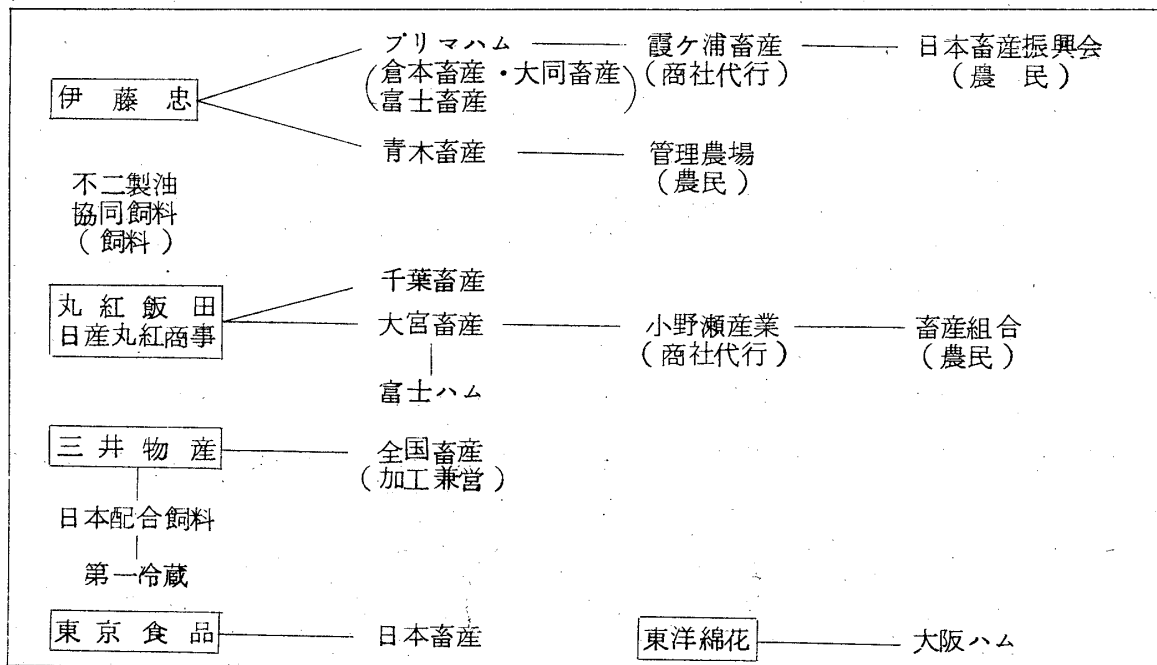 プリマハム 霞ケ浦畜産 日本畜産振興会
(倉本畜産・大同畜産 (商社代行) (農民)
富士畜産)
伊藤忠
青木畜産 管理農場
(農民)
不二製油
協同飼料
(飼料)
千葉畜産
丸紅飯田
日産丸紅商事
大宮畜産 小野瀬産業 畜産組合
(商社代行) (農民)
富士ハム
三井物産 全国畜産
(加工兼営)
日本配合飼料
第一冷蔵
東京食品 日本畜産 東洋綿花 大阪ハム